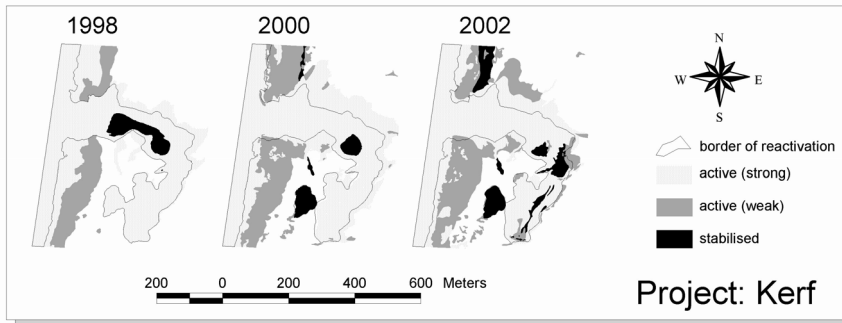 1998 2000 2002
N
W E
S
border of reactivation
active (strong)
active (weak)
stabilised
200 0 200 400 600 Meters
Project: Kerf